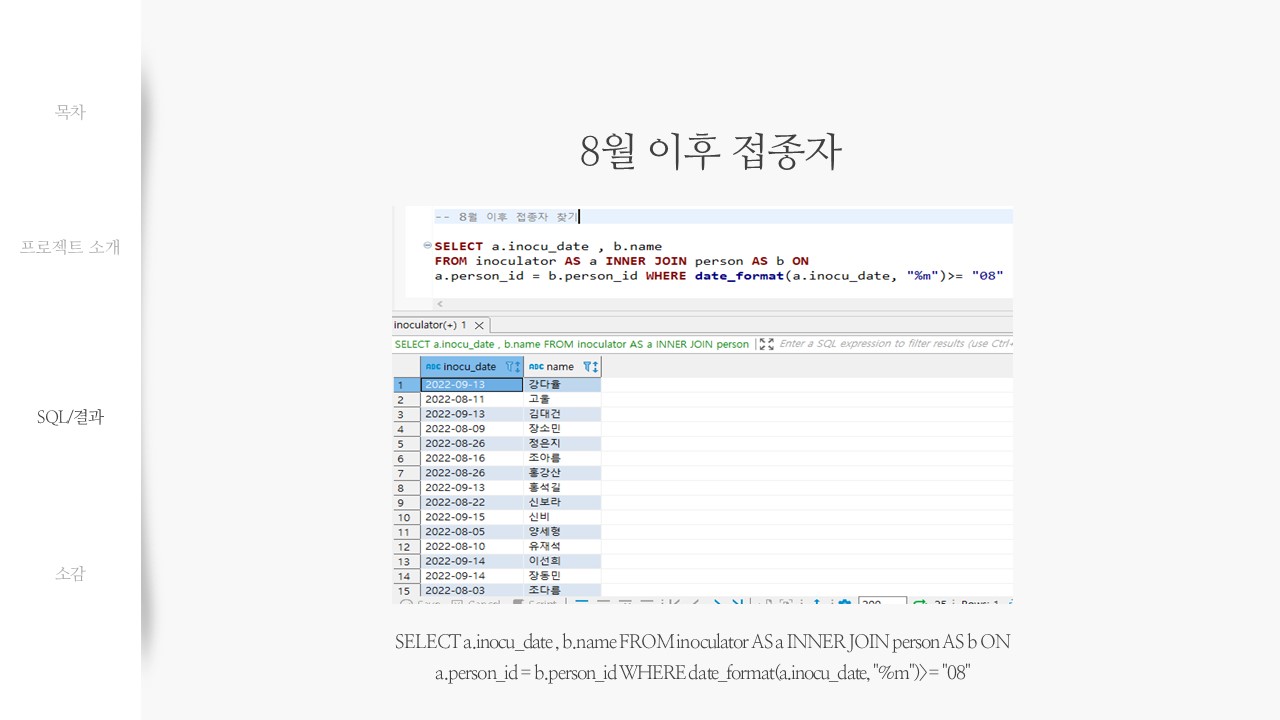 목차
프로젝트 소개
SQL/결과
소감
8월 이후 접종자
-- 8월 이후 접종자 찾기
SELECT a.inocu_date , b.name
FROM inoculator AS a INNER JOIN person AS b ON
a.person_id = b.person_id WHERE date_format(a.inocu_date, "%m")>= "08"
inoculator(+) 1
SELECT a.inocu_date , b.name FROM inoculator AS a INNER JOIN person Enter a SQL expression to filter results (use Ctrl+
ABC inocu_date ABC name
1 2022-09-13 강다율
2 2022-08-11 고울
3 2022-09-13 김대건
4 2022-08-09 장소민
5 2022-08-26 정은지
6 2022-08-16 조아름
7 2022-08-26 홍강산
8 2022-09-13 홍석길
9 2022-08-22 신보라
10 2022-09-15 신비
11 2022-08-05 양세형
12 2022-08-10 유재석
13 2022-09-14 이선희
14 2022-09-14 장동민
15 2022-08-03 조다름
SELECT a.inocu_date , b.name FROM inoculator AS a INNER JOIN person AS b ON
a.person_id = b.person_id WHERE date_format(a.inocu_date, "%m")>= "08"